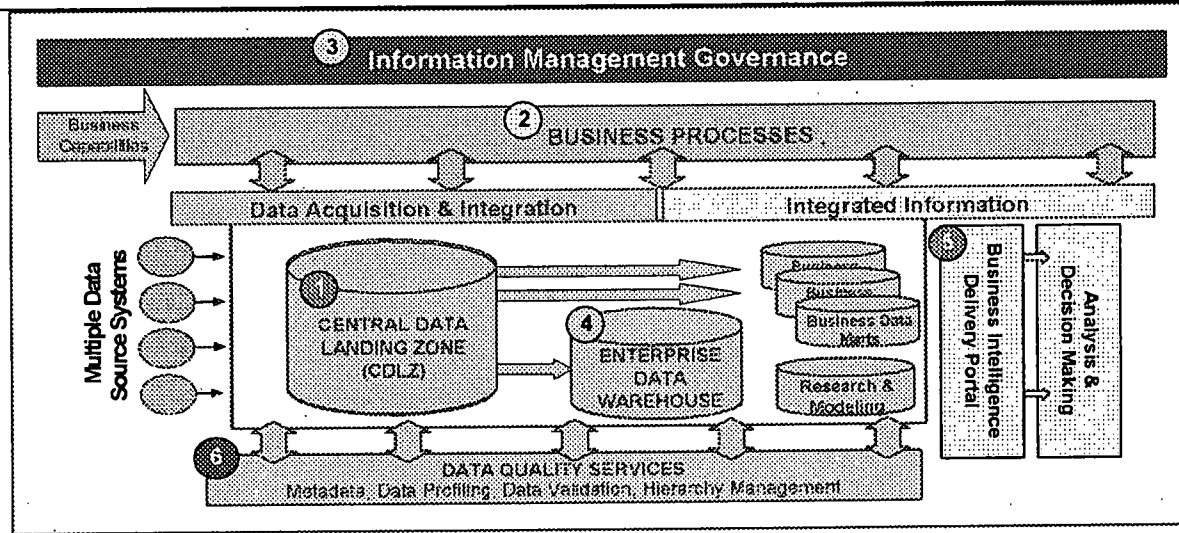 3
Information Management Governance
Business
Capabilities
2
BUSINESS PROCESSES
Data Acquisition & Integration
Integrated Information
Multiple Data
Source Systems
1
CENTRAL DATA
LANDING ZONE
(CDLZ)
4
ENTERPRISE
DATA
WAREHOUSE
Business
Business
Business Data
Marts
Research &
Modeling
Business Intelligence
Delivery Portal
Analysis &
Decision Making
6
DATA QUALITY SERVICES
Metadata, Data Profiling, Data Validation, Hierarchy Management